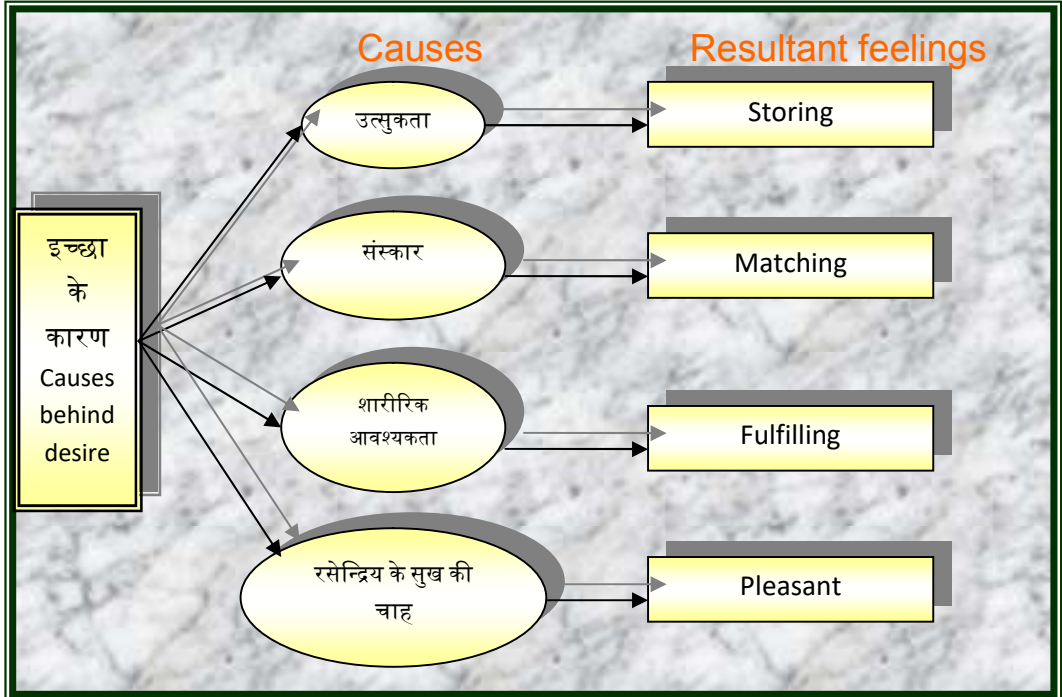 Causes
Resultant feelings
इच्छा
के
कारण
Causes
behind
desire
उत्सुकता
Storing
संस्कार
Matching
शारीरिक
आवश्यकता
Fulfilling
रसेन्द्रिय के सुख की
चाह
Pleasant